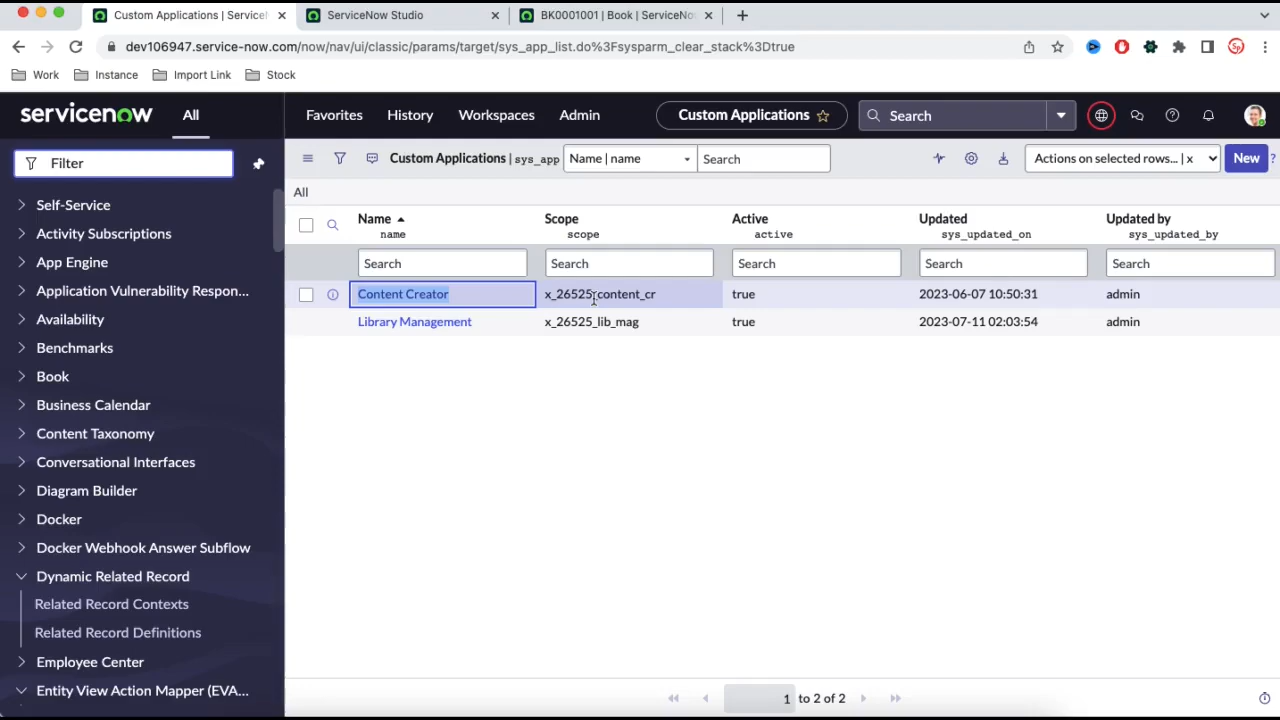 Custom Applications | ServiceN
ServiceNow Studio
BK0001001 | Book | ServiceNo
dev106947.service-now.com/now/nav/ui/classic/params/target/sys_app_list.do%3Fsysparm_clear_stack%3Dtrue
Work Instance Import Link Stock
servicenow All Favorites History Workspaces Admin Custom Applications Search
Filter
Custom Applications | sys_app Name | name Search Actions on selected rows... | x New ?
All
Self-Service
Activity Subscriptions
App Engine
Application Vulnerability Respon...
Availability
Benchmarks
Book
Business Calendar
Content Taxonomy
Conversational Interfaces
Diagram Builder
Docker
Docker Webhook Answer Subflow
Dynamic Related Record
Related Record Contexts
Related Record Definitions
Employee Center
Entity View Action Mapper (EVA...
Name Scope Active Updated Updated by
name scope active sys_updated_on sys_updated_by
Search Search Search Search Search
Content Creator x_26525_content_cr true 2023-06-07 10:50:31 admin
Library Management x_26525_lib_mag true 2023-07-11 02:03:54 admin
1 to 2 of 2